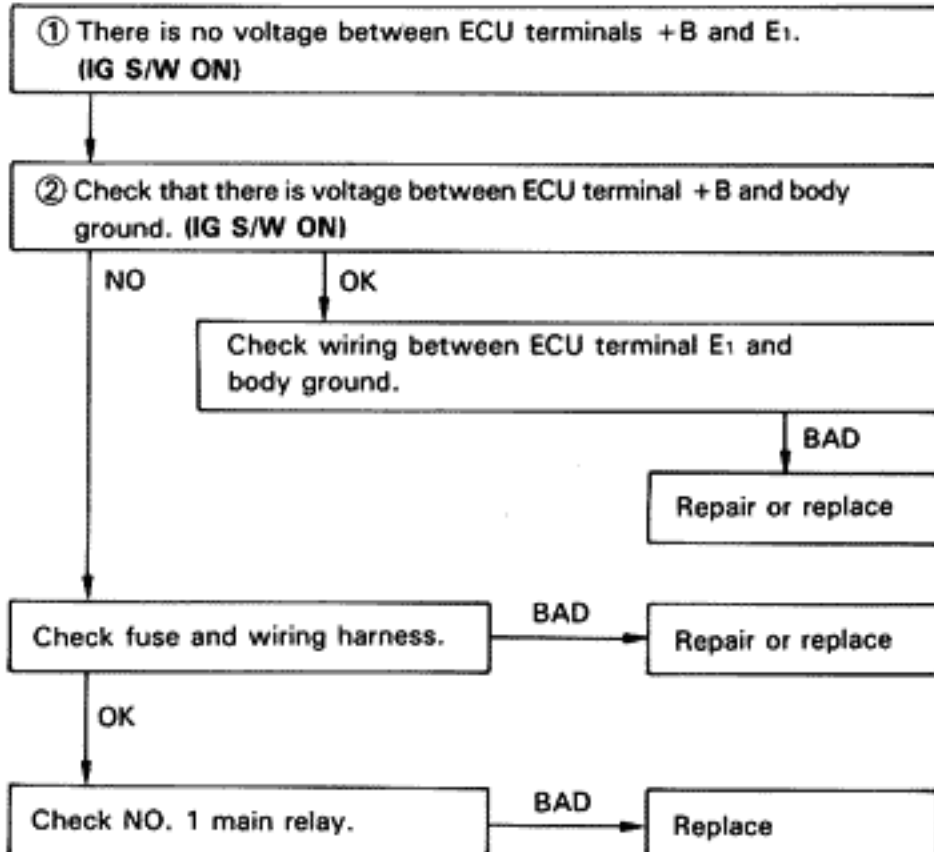 ① There is no voltage between ECU terminals +B and E₁.
(IG S/W ON)
② Check that there is voltage between ECU terminal +B and body
ground. (IG S/W ON)
NO
OK
Check wiring between ECU terminal E₁ and
body ground.
BAD
Repair or replace
Check fuse and wiring harness.
BAD
Repair or replace
OK
Check NO. 1 main relay.
BAD
Replace